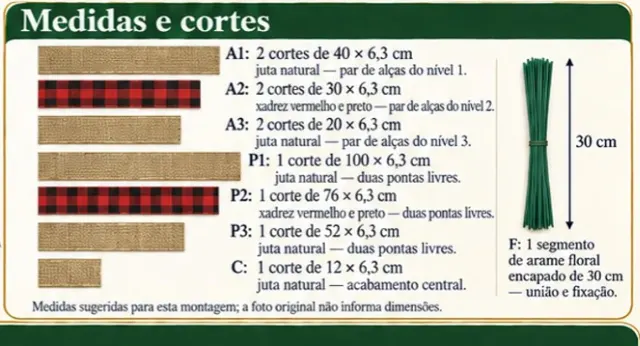 Medidas e cortes
A1: 2 cortes de 40 × 6,3 cm
juta natural — par de alças do nível 1.
A2: 2 cortes de 30 × 6,3 cm
xadrez vermelho e preto — par de alças do nível 2.
A3: 2 cortes de 20 × 6,3 cm
juta natural — par de alças do nível 3.
P1: 1 corte de 100 × 6,3 cm
juta natural — duas pontas livres.
P2: 1 corte de 76 × 6,3 cm
xadrez vermelho e preto — duas pontas livres.
P3: 1 corte de 52 × 6,3 cm
juta natural — duas pontas livres.
C: 1 corte de 12 × 6,3 cm
juta natural — acabamento central.
30 cm
F: 1 segmento
de arame floral
encapado de 30 cm
— união e fixação.
Medidas sugeridas para esta montagem; a foto original não informa dimensões.